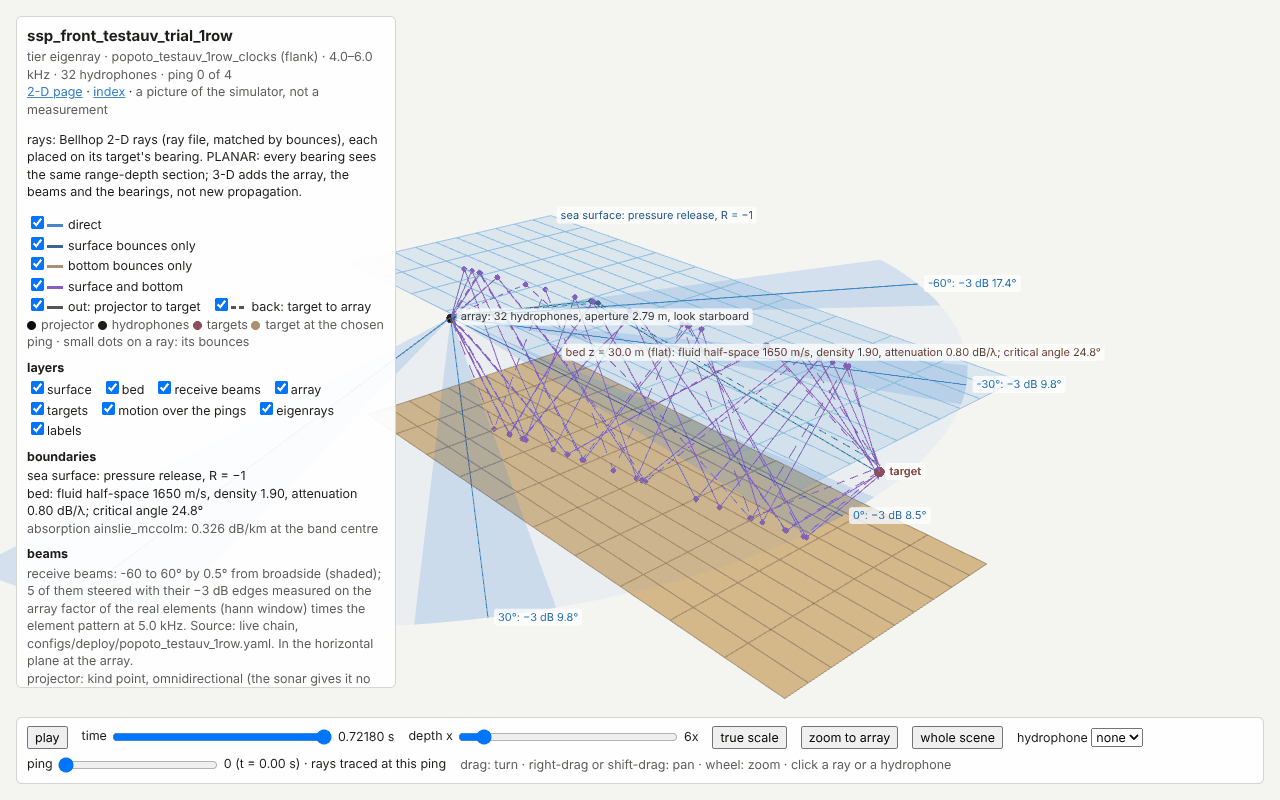 ssp_front_testauv_trial_1row
tier eigenray · popoto_testauv_1row_clocks (flank) · 4.0–6.0
kHz · 32 hydrophones · ping 0 of 4
2-D page · index · a picture of the simulator, not a
measurement
rays: Bellhop 2-D rays (ray file, matched by bounces), each
placed on its target's bearing. PLANAR: every bearing sees
the same range-depth section; 3-D adds the array, the
beams and the bearings, not new propagation.
direct
surface bounces only
bottom bounces only
surface and bottom
out: projector to target back: target to array
projector hydrophones targets target at the chosen
ping · small dots on a ray: its bounces
layers
surface bed receive beams array
targets motion over the pings eigenrays
labels
boundaries
sea surface: pressure release, R = −1
bed: fluid half-space 1650 m/s, density 1.90, attenuation
0.80 dB/λ; critical angle 24.8°
absorption ainslie_mccolm: 0.326 dB/km at the band centre
beams
receive beams: -60 to 60° by 0.5° from broadside (shaded);
5 of them steered with their −3 dB edges measured on the
array factor of the real elements (hann window) times the
element pattern at 5.0 kHz. Source: live chain,
configs/deploy/popoto_testauv_1row.yaml. In the horizontal
plane at the array.
projector: kind point, omnidirectional (the sonar gives it no
sea surface: pressure release, R = −1
-60°: −3 dB 17.4°
array: 32 hydrophones, aperture 2.79 m, look starboard
bed z = 30.0 m (flat): fluid half-space 1650 m/s, density 1.90, attenuation 0.80 dB/λ; critical angle 24.8°
-30°: −3 dB 9.8°
target
0°: −3 dB 8.5°
30°: −3 dB 9.8°
play time 0.72180 s depth x 6x true scale zoom to array whole scene hydrophone none
ping 0 (t = 0.00 s) · rays traced at this ping drag: turn · right-drag or shift-drag: pan · wheel: zoom · click a ray or a hydrophone